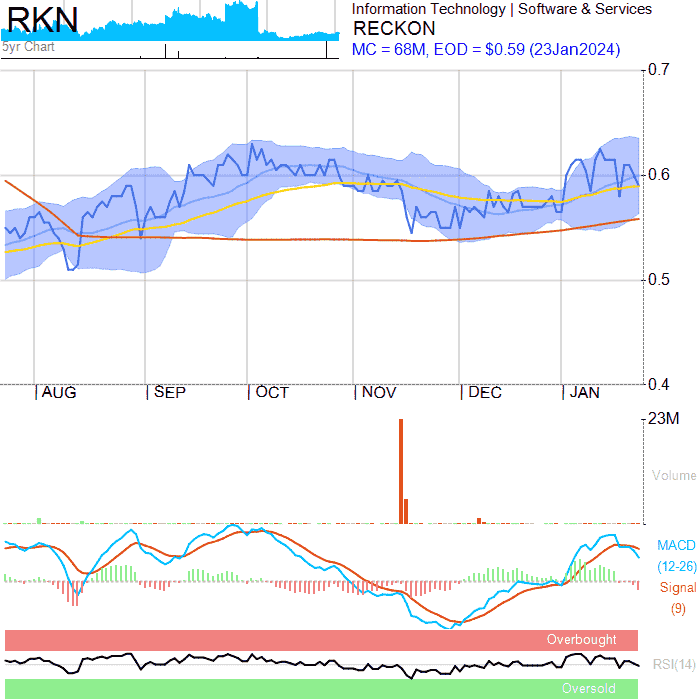 RKN
5yr Chart
Information Technology | Software & Services
RECKON
MC = 68M, EOD = $0.59 (23Jan2024)
0.7
0.6
0.5
0.4
AUG SEP OCT NOV DEC JAN
23M
Volume
MACD
(12-26)
Signal
(9)
Overbought
RSI(14)
Oversold